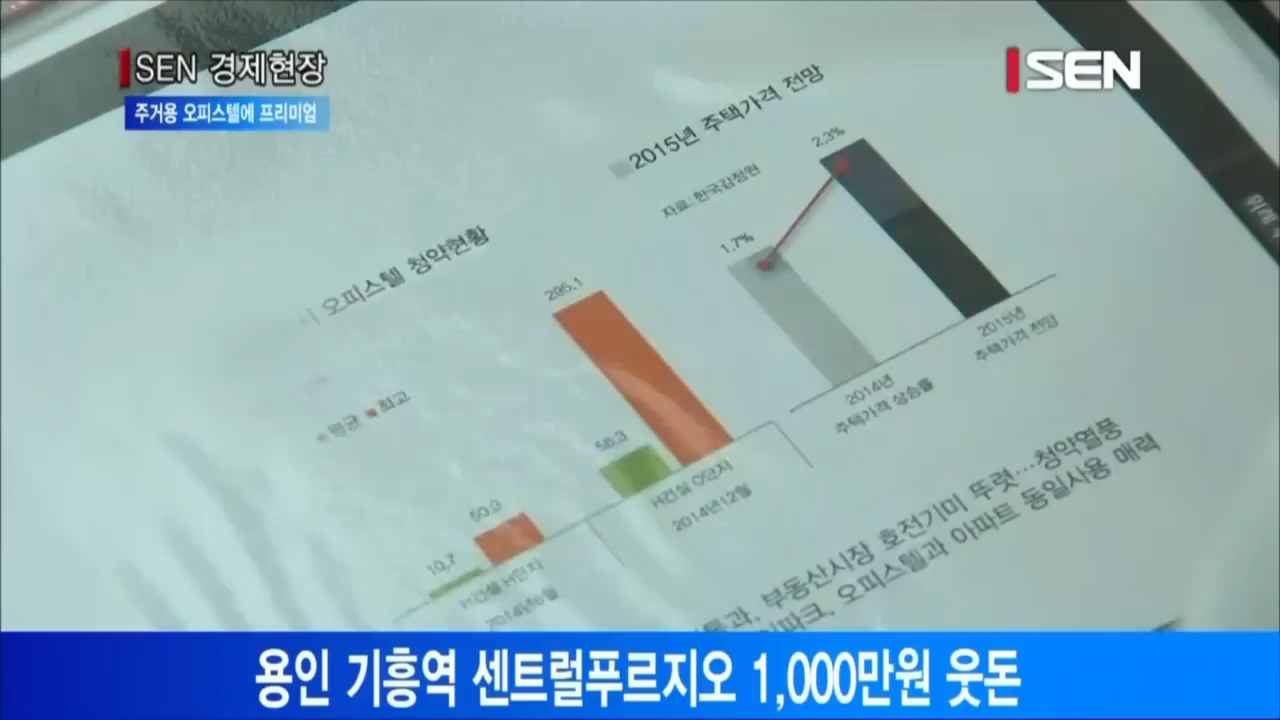 SEN 경제현장
SEN
주거용 오피스텔에 프리미엄
2015년 주택가격 전망
자료:한국감정원
2.3%
1.7%
2014년
주택가격 상승률
2015년
주택가격 전망
오피스텔 청약현황
평균 최고
295.1
56.3
10.7
H건설
2014년12월
부동산시장 호전기미 뚜렷…청약열풍
오피스텔과 아파트 동일사용 매력
위례
용인 기흥역 센트럴푸르지오 1,000만원 웃돈